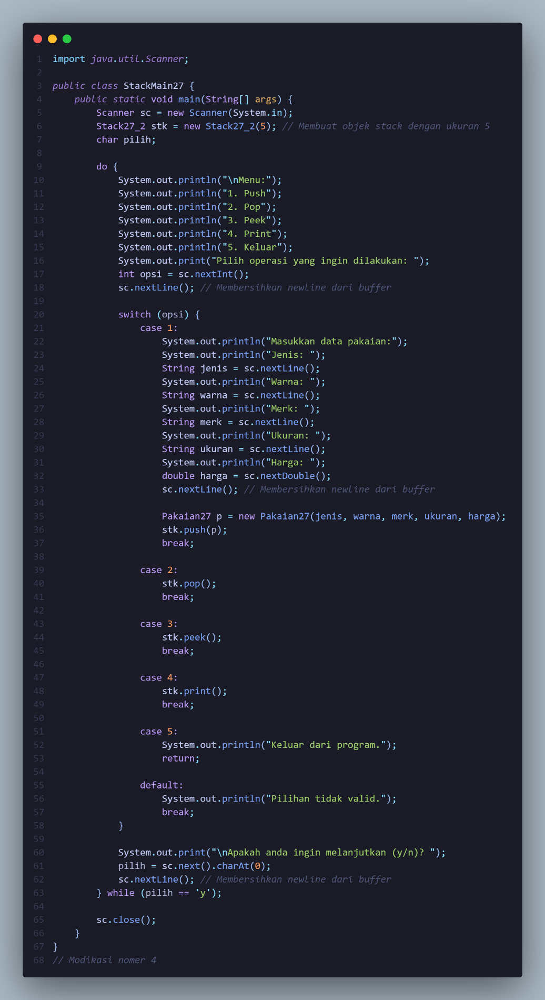 1 import java.util.Scanner;
2
3 public class StackMain27 {
4     public static void main(String[] args) {
5         Scanner sc = new Scanner(System.in);
6         Stack27_2 stk = new Stack27_2(5); // Membuat objek stack dengan ukuran 5
7         char pilih;
8
9         do {
10             System.out.println("\nMenu:");
11             System.out.println("1. Push");
12             System.out.println("2. Pop");
13             System.out.println("3. Peek");
14             System.out.println("4. Print");
15             System.out.println("5. Keluar");
16             System.out.print("Pilih operasi yang ingin dilakukan: ");
17             int opsi = sc.nextInt();
18             sc.nextLine(); // Membersihkan newline dari buffer
19
20             switch (opsi) {
21                 case 1:
22                     System.out.println("Masukkan data pakaian:");
23                     System.out.println("Jenis: ");
24                     String jenis = sc.nextLine();
25                     System.out.println("Warna: ");
26                     String warna = sc.nextLine();
27                     System.out.println("Merk: ");
28                     String merk = sc.nextLine();
29                     System.out.println("Ukuran: ");
30                     String ukuran = sc.nextLine();
31                     System.out.println("Harga: ");
32                     double harga = sc.nextDouble();
33                     sc.nextLine(); // Membersihkan newline dari buffer
34
35                     Pakaian27 p = new Pakaian27(jenis, warna, merk, ukuran, harga);
36                     stk.push(p);
37                     break;
38
39                 case 2:
40                     stk.pop();
41                     break;
42
43                 case 3:
44                     stk.peek();
45                     break;
46
47                 case 4:
48                     stk.print();
49                     break;
50
51                 case 5:
52                     System.out.println("Keluar dari program.");
53                     return;
54
55                 default:
56                     System.out.println("Pilihan tidak valid.");
57                     break;
58             }
59
60             System.out.print("\nApakah anda ingin melanjutkan (y/n)? ");
61             pilih = sc.next().charAt(0);
62             sc.nextLine(); // Membersihkan newline dari buffer
63         } while (pilih == 'y');
64
65         sc.close();
66     }
67 }
68 // Modikasi nomer 4